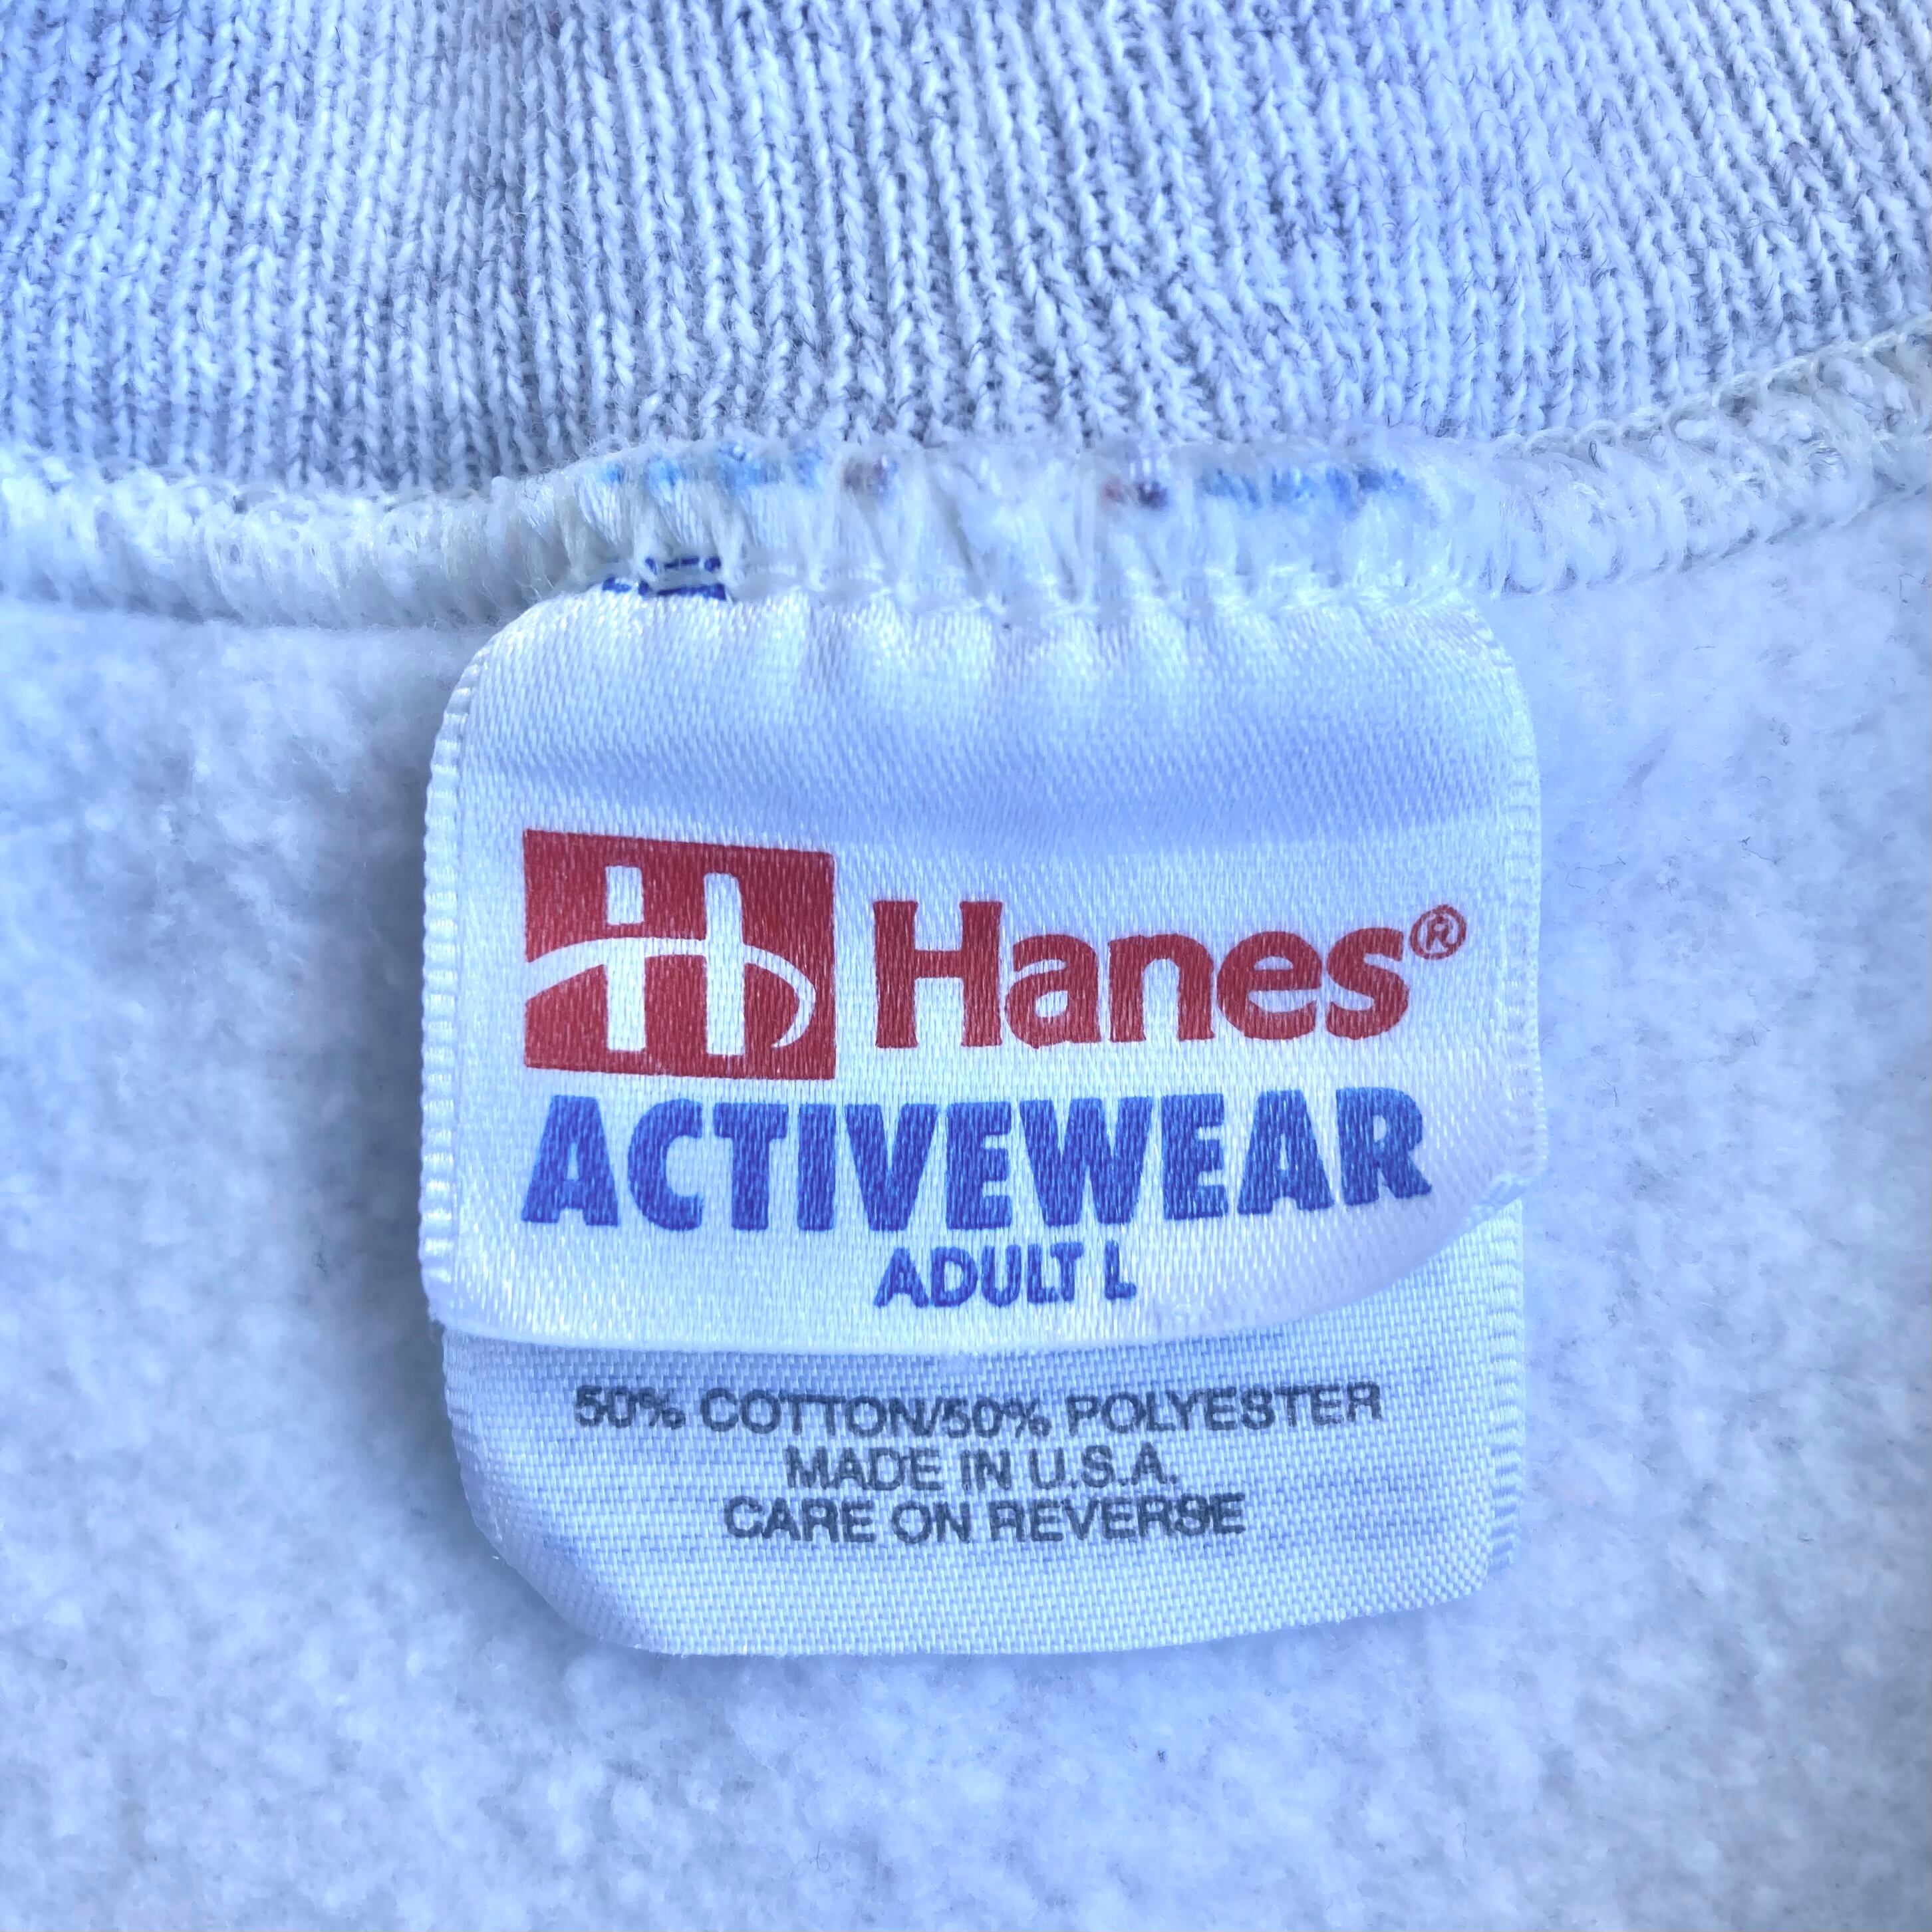 H Hanes®
ACTIVEWEAR
ADULT L
50% COTTON/50% POLYESTER
MADE IN U.S.A.
CARE ON REVERSE